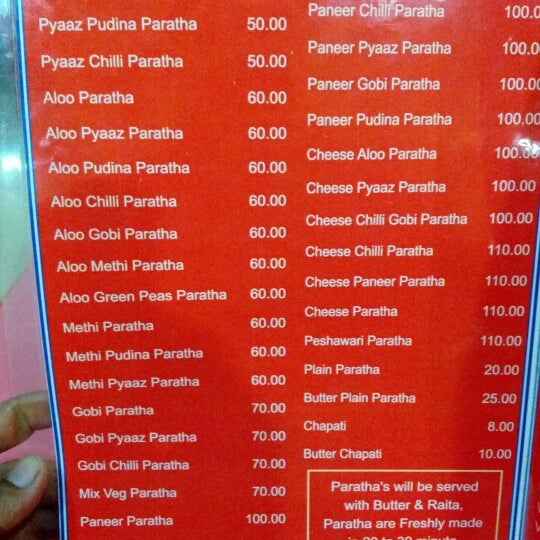 Pyaaz Pudina Paratha 50.00
Pyaaz Chilli Paratha 50.00
Aloo Paratha 60.00
Aloo Pyaaz Paratha 60.00
Aloo Pudina Paratha 60.00
Aloo Chilli Paratha 60.00
Aloo Gobi Paratha 60.00
Aloo Methi Paratha 60.00
Aloo Green Peas Paratha 60.00
Methi Paratha 60.00
Methi Pudina Paratha 60.00
Methi Pyaaz Paratha 60.00
Gobi Paratha 70.00
Gobi Pyaaz Paratha 70.00
Gobi Chilli Paratha 70.00
Mix Veg Paratha 70.00
Paneer Paratha 100.00
Paneer Chilli Paratha 100.00
Paneer Pyaaz Paratha 100.0
Paneer Gobi Paratha 100.00
Paneer Pudina Paratha 100.00
Cheese Aloo Paratha 100.00
Cheese Pyaaz Paratha 100.00
Cheese Chilli Gobi Paratha 100.00
Cheese Chilli Paratha 110.00
Cheese Paneer Paratha 110.00
Cheese Paratha 110.00
Peshawari Paratha 110.00
Plain Paratha 20.00
Butter Plain Paratha 25.00
Chapati 8.00
Butter Chapati 10.00
Paratha's will be served
with Butter & Raita,
Paratha are Freshly made